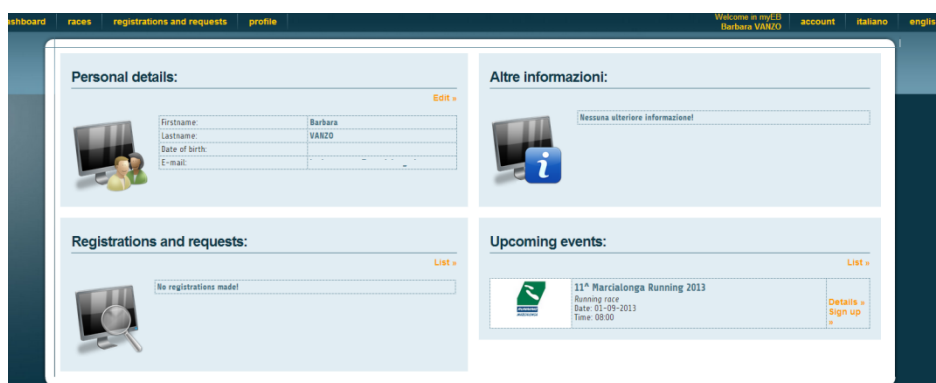 ashboard races registrations and requests profile
Welcome in myEB
Barbara VANZO
account italiano englis
Personal details:
Edit »
Firstname: Barbara
Lastname: VANZO
Date of birth:
E-mail:
Altre informazioni:
Nessuna ulteriore informazione!
Registrations and requests:
List »
No registrations made!
Upcoming events:
List »
11^ Marcialonga Running 2013
Running race
Date: 01-09-2013
Time: 08:00
Details »
Sign up
»